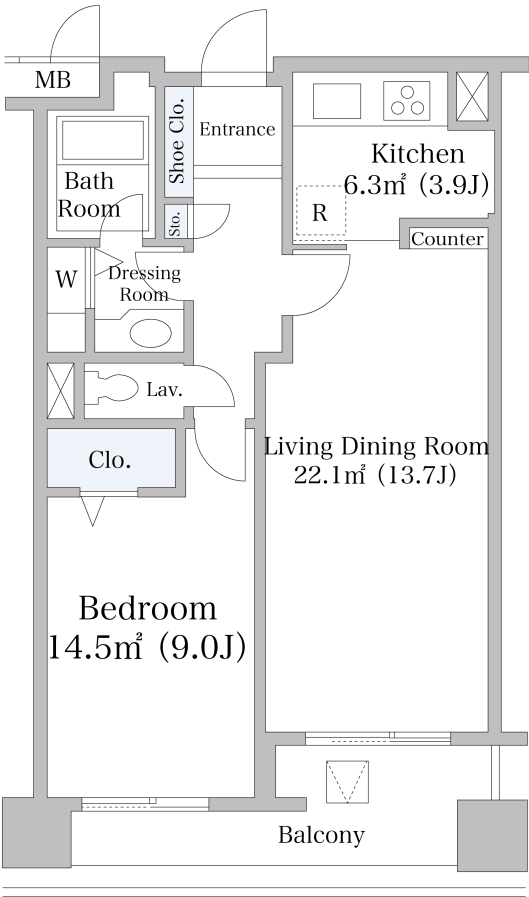 MB
Shoe Clo.
Entrance
Kitchen
6.3㎡ (3.9J)
Bath
Room
R
Sto.
Counter
W
Dressing
Room
Lav.
Living Dining Room
22.1㎡ (13.7J)
Clo.
Bedroom
14.5㎡ (9.0J)
Balcony